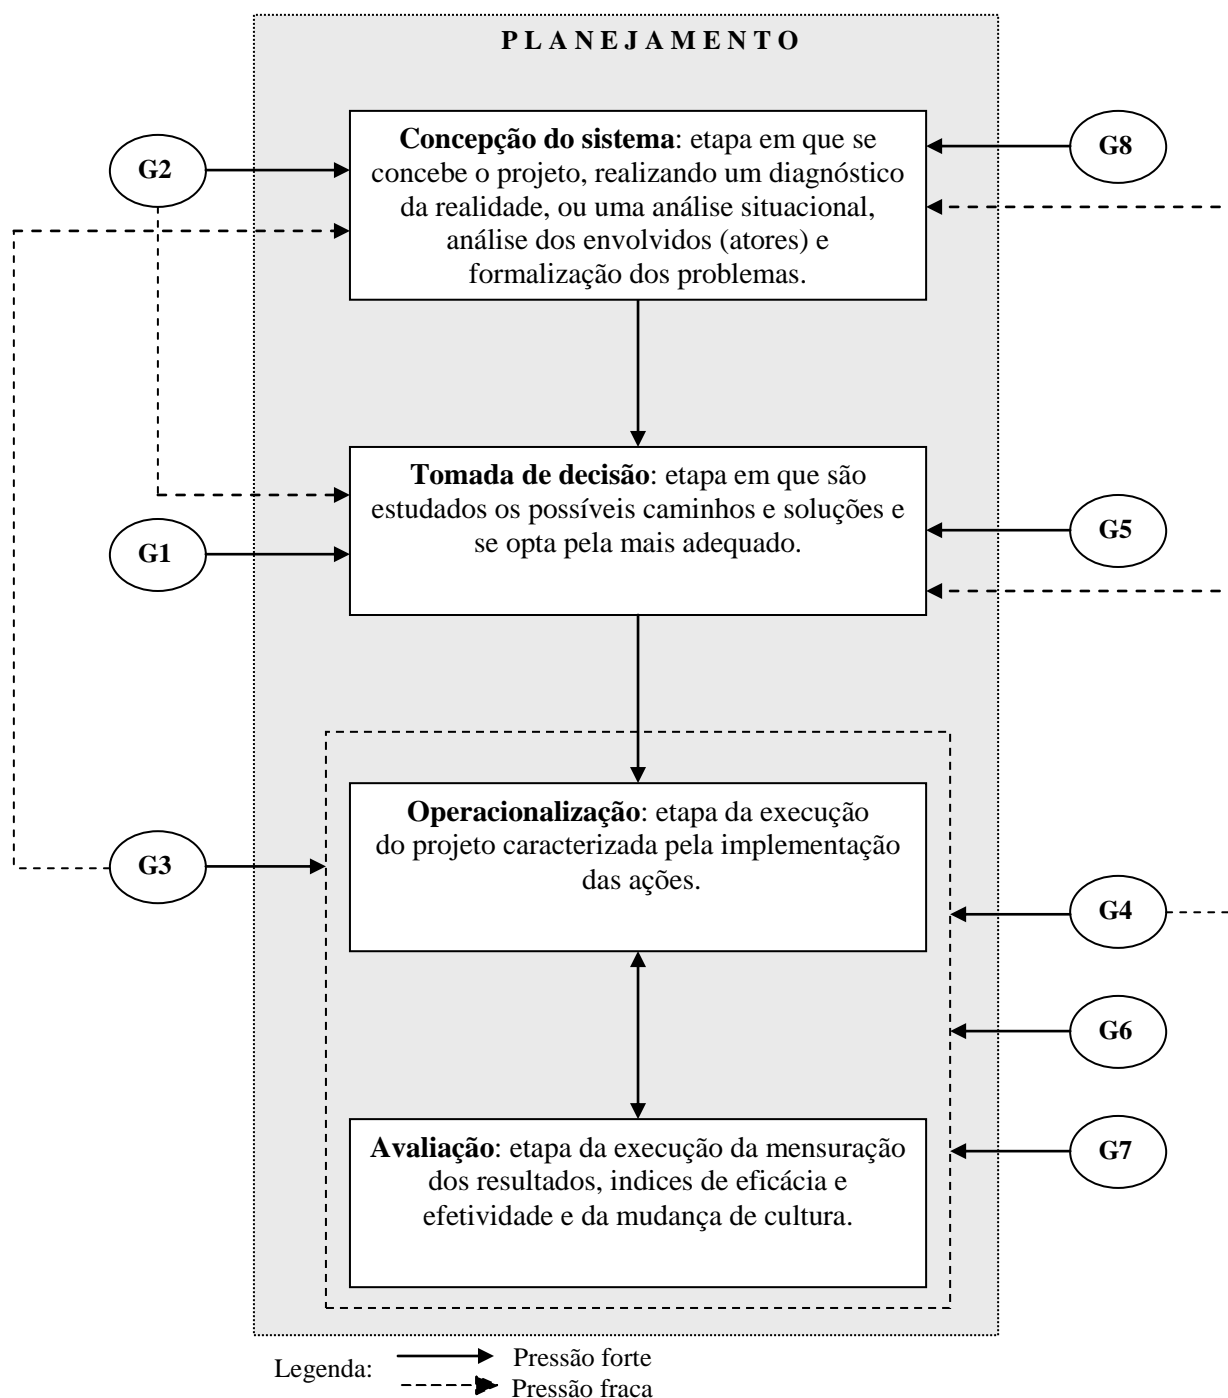 P L A N E J A M E N T O
Concepção do sistema: etapa em que se
concebe o projeto, realizando um diagnóstico
da realidade, ou uma análise situacional,
análise dos envolvidos (atores) e
formalização dos problemas.
G2
G8
Tomada de decisão: etapa em que são
estudados os possíveis caminhos e soluções e
se opta pela mais adequado.
G1
G5
Operacionalização: etapa da execução
do projeto caracterizada pela implementação
das ações.
G3
G4
G6
Avaliação: etapa da execução da mensuração
dos resultados, indices de eficácia e
efetividade e da mudança de cultura.
G7
Legenda:
Pressão forte
Pressão fraca